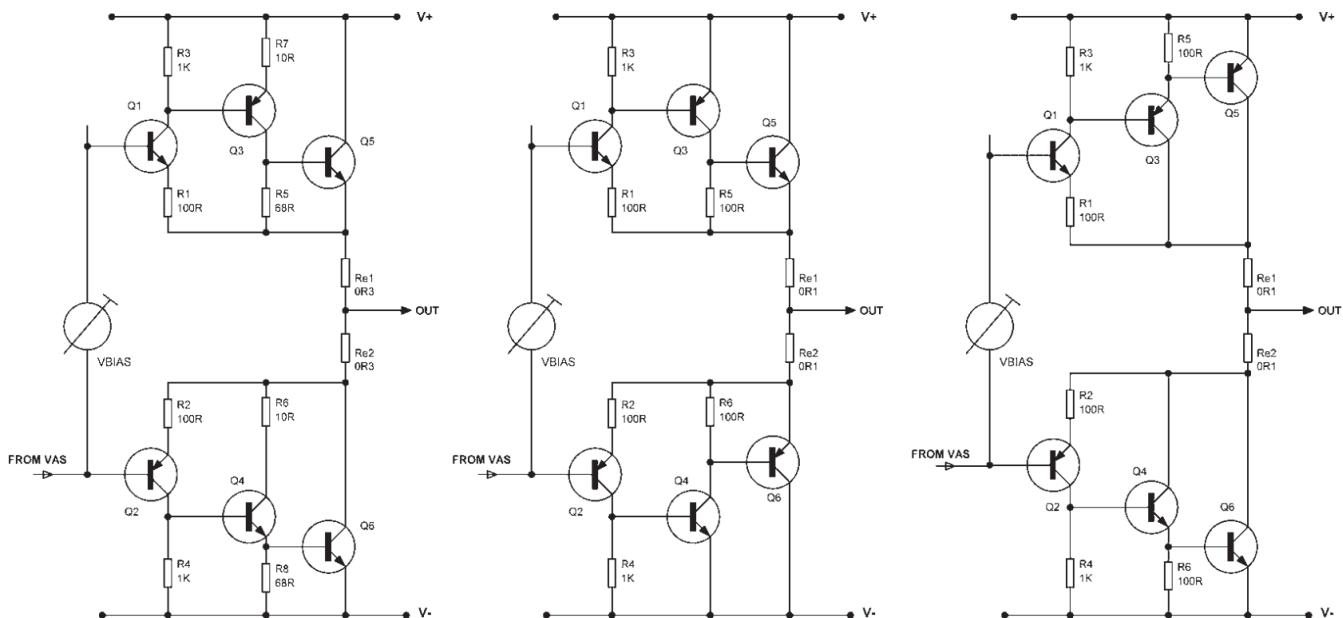 V+
R3
1K
R7
10R
Q1
Q3
Q5
R1
100R
R5
68R
Re1
0R3
OUT
VBIAS
Re2
0R3
R2
100R
R6
10R
FROM VAS
Q4
Q2
Q6
R4
1K
R8
68R
V-
V+
R3
1K
Q1
Q5
Q3
R1
100R
R5
100R
Re1
0R1
OUT
VBIAS
Re2
0R1
R2
100R
R6
100R
FROM VAS
Q4
Q6
Q2
R4
1K
V-
V+
R3
1K
R5
100R
Q1
Q5
Q3
R1
100R
Re1
0R1
OUT
VBIAS
Re2
0R1
R2
100R
FROM VAS
Q4
Q2
Q6
R4
1K
R6
100R
V-